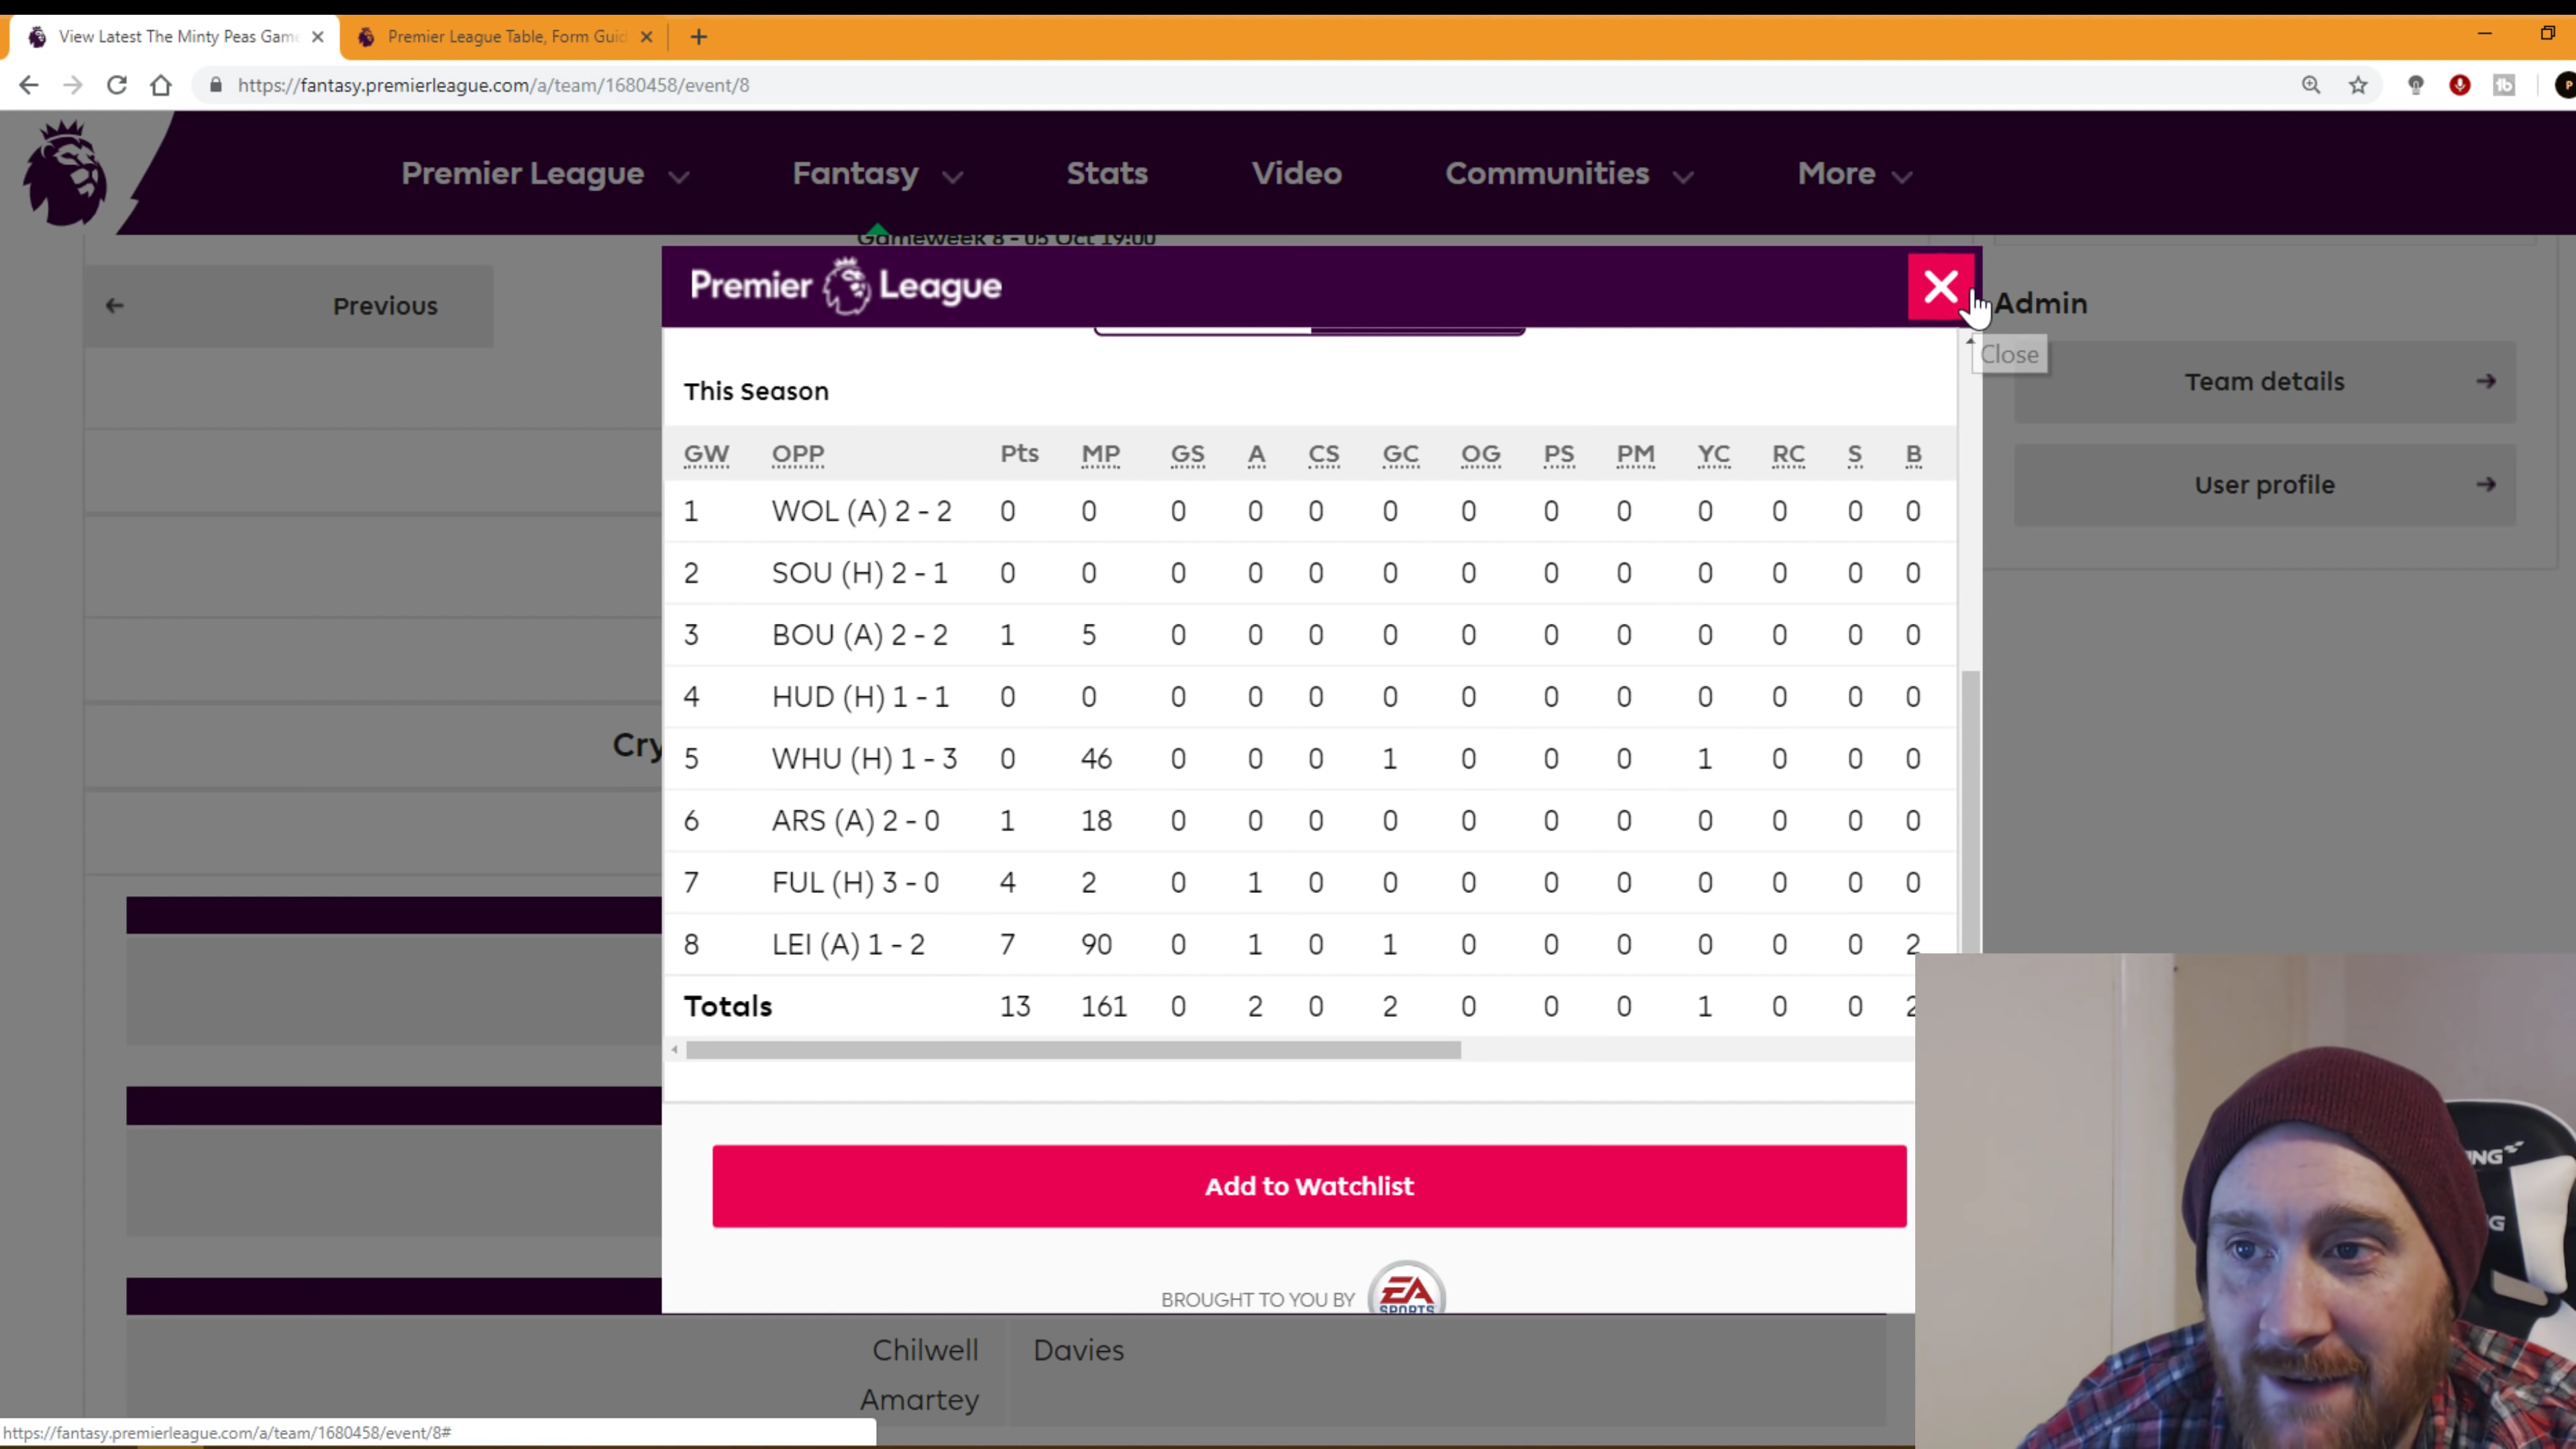 View Latest The Minty Peas Gam
Premier League Table, Form Guid
https://fantasy.premierleague.com/a/team/1680458/event/8
Premier League
Fantasy
Stats
Video
Communities
More
Gameweek 8 - 05 Oct 19:00
Previous
Premier League
Admin
Close
Team details
User profile
This Season
GW OPP Pts MP GS A CS GC OG PS PM YC RC S B
1 WOL (A) 2 - 2 0 0 0 0 0 0 0 0 0 0 0 0 0
2 SOU (H) 2 - 1 0 0 0 0 0 0 0 0 0 0 0 0 0
3 BOU (A) 2 - 2 1 5 0 0 0 0 0 0 0 0 0 0 0
4 HUD (H) 1 - 1 0 0 0 0 0 0 0 0 0 0 0 0 0
5 WHU (H) 1 - 3 0 46 0 0 0 1 0 0 0 1 0 0 0
6 ARS (A) 2 - 0 1 18 0 0 0 0 0 0 0 0 0 0 0
7 FUL (H) 3 - 0 4 2 0 1 0 0 0 0 0 0 0 0 0
8 LEI (A) 1 - 2 7 90 0 1 0 1 0 0 0 0 0 0 2
Totals 13 161 0 2 0 2 0 0 0 1 0 0 2
Cry
Add to Watchlist
BROUGHT TO YOU BY
EA
SPORTS
Chilwell
Davies
Amartey
https://fantasy.premierleague.com/a/team/1680458/event/8#